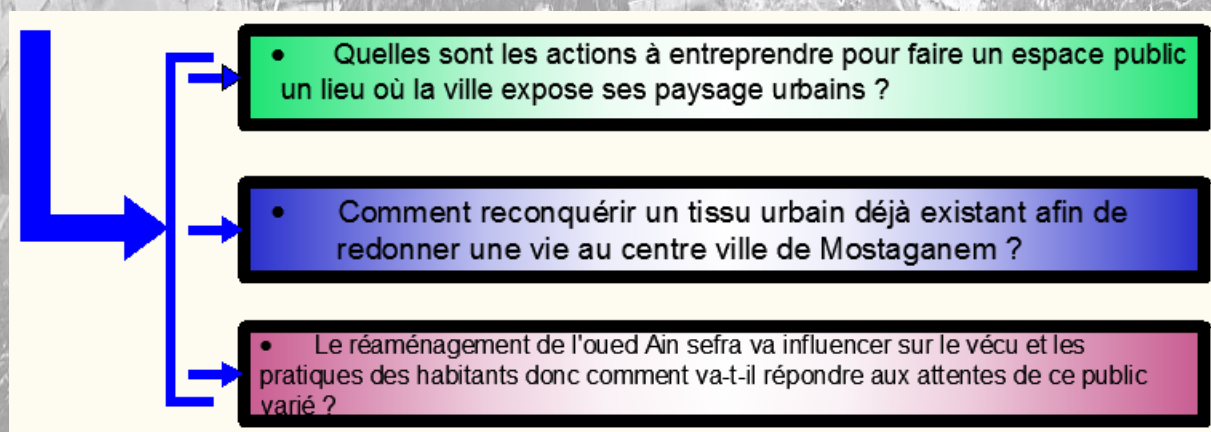 • Quelles sont les actions à entreprendre pour faire un espace public
un lieu où la ville expose ses paysage urbains ?
• Comment reconquérir un tissu urbain déjà existant afin de
redonner une vie au centre ville de Mostaganem ?
• Le réaménagement de l'oued Ain sefra va influencer sur le vécu et les
pratiques des habitants donc comment va-t-il répondre aux attentes de ce public
varié ?